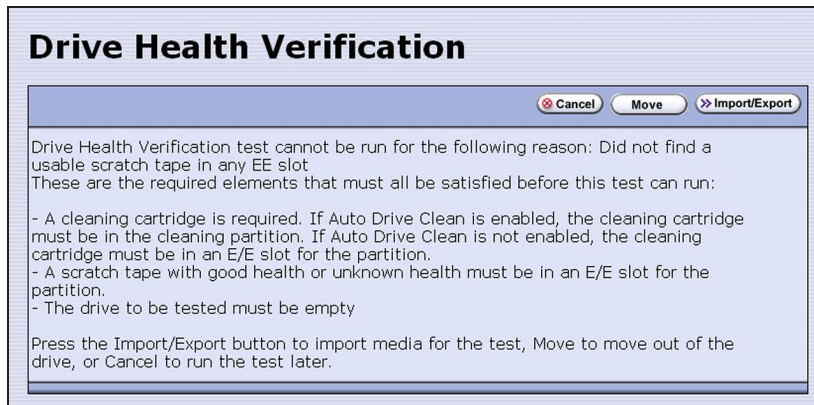 Drive Health Verification
Cancel Move Import/Export
Drive Health Verification test cannot be run for the following reason: Did not find a
usable scratch tape in any EE slot
These are the required elements that must all be satisfied before this test can run:
- A cleaning cartridge is required. If Auto Drive Clean is enabled, the cleaning cartridge
must be in the cleaning partition. If Auto Drive Clean is not enabled, the cleaning
cartridge must be in an E/E slot for the partition.
- A scratch tape with good health or unknown health must be in an E/E slot for the
partition.
- The drive to be tested must be empty
Press the Import/Export button to import media for the test, Move to move out of the
drive, or Cancel to run the test later.